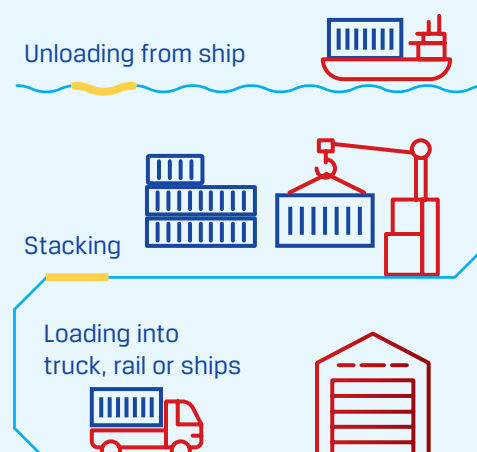 Unloading from ship
Stacking
Loading into
truck, rail or ships